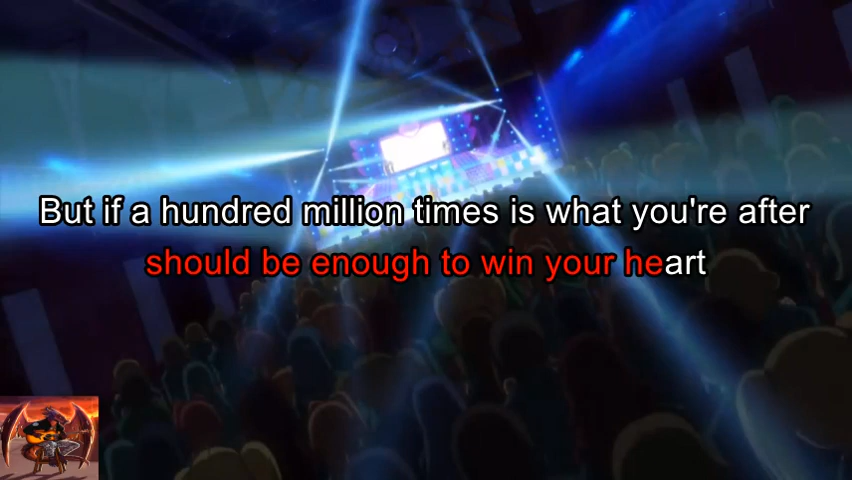 But if a hundred million times is what you're after
should be enough to win your heart